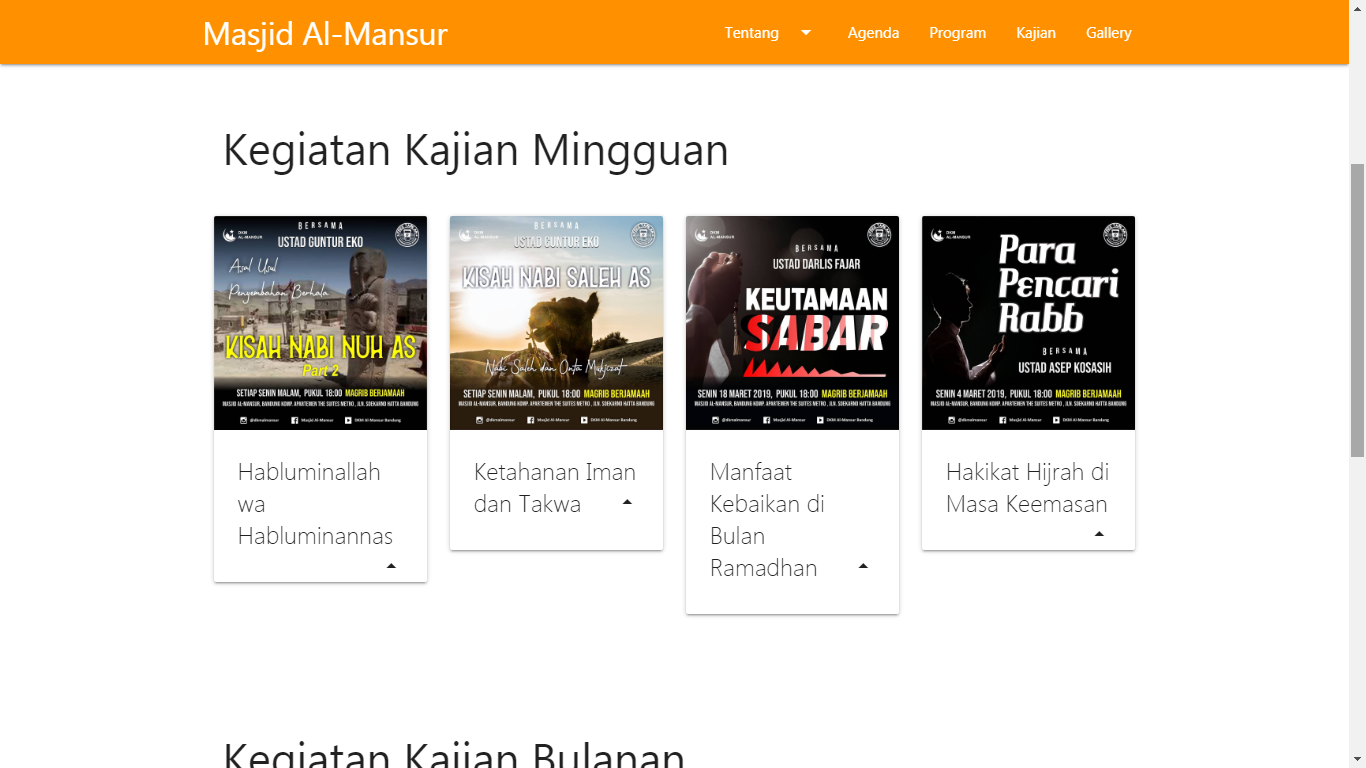 Masjid Al-Mansur
Tentang
Agenda
Program
Kajian
Gallery
Kegiatan Kajian Mingguan
BERSAMA
DKM
AL-MANSUR
USTAD GUNTUR EKO
Asal Usul
Penyembahan Berhala
KISAH NABI NUH AS
Part 2
SETIAP SENIN MALAM, PUKUL 18:00 MAGRIB BERJAMAAH
MASJID AL-MANSUR, BANDUNG KOMP. APARTEMEN THE SUITES METRO, JLN. SOEKARNO HATTA BANDUNG
@dkmalmansur Masjid Al-Mansur DKM Al-Mansur Bandung
Habluminallah
wa
Habluminannas
BERSAMA
DKM
AL-MANSUR
USTAD GUNTUR EKO
KISAH NABI SALEH AS
Nabi Saleh dan Onta Mukjizat
SETIAP SENIN MALAM, PUKUL 18:00 MAGRIB BERJAMAAH
MASJID AL-MANSUR, BANDUNG KOMP. APARTEMEN THE SUITES METRO, JLN. SOEKARNO HATTA BANDUNG
@dkmalmansur Masjid Al-Mansur DKM Al-Mansur Bandung
Ketahanan Iman
dan Takwa
DKM
AL-MANSUR
BERSAMA
USTAD DARLIS FAJAR
KEUTAMAAN
SABAR
SENIN 18 MARET 2019, PUKUL 18:00 MAGRIB BERJAMAAH
MASJID AL-MANSUR, BANDUNG KOMP. APARTEMEN THE SUITES METRO, JLN. SOEKARNO HATTA BANDUNG
@dkmalmansur Masjid Al-Mansur DKM Al-Mansur Bandung
Manfaat
Kebaikan di
Bulan
Ramadhan
DKM
AL-MANSUR
Para
Pencari
Rabb
BERSAMA
USTAD ASEP KOSASIH
SENIN 4 MARET 2019, PUKUL 18:00 MAGRIB BERJAMAAH
MASJID AL-MANSUR, BANDUNG KOMP. APARTEMEN THE SUITES METRO, JLN. SOEKARNO HATTA BANDUNG
@dkmalmansur Masjid Al-Mansur DKM Al-Mansur Bandung
Hakikat Hijrah di
Masa Keemasan
Kegiatan Kajian Bulanan